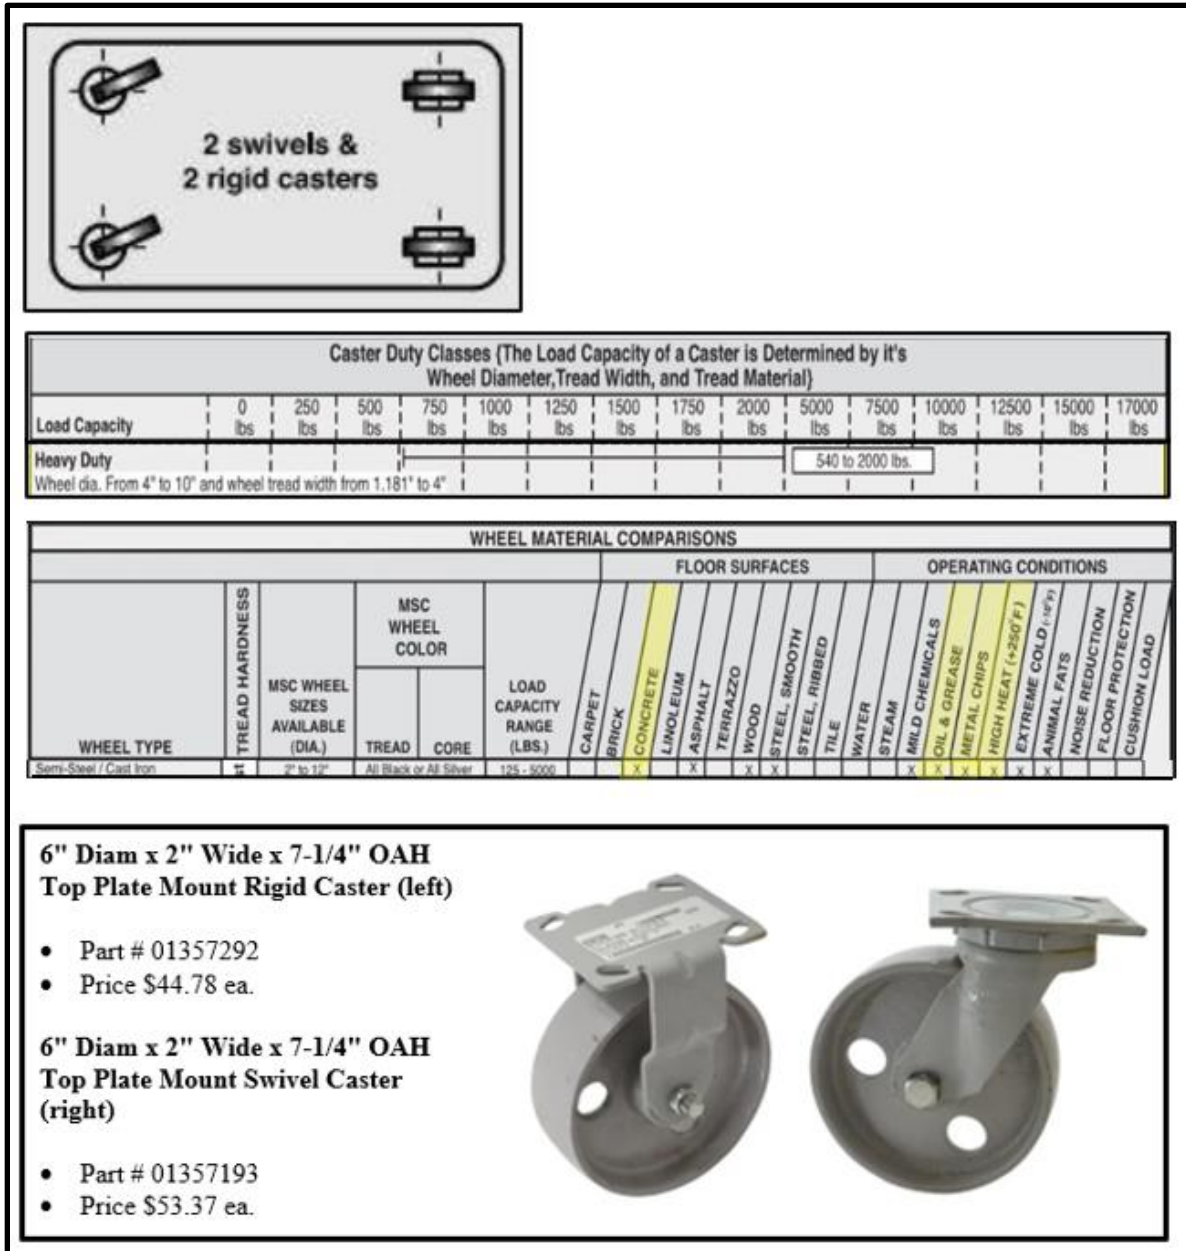 2 swivels &
2 rigid casters
Caster Duty Classes {The Load Capacity of a Caster is Determined by it's
Wheel Diameter,Tread Width, and Tread Material}
Load Capacity 0 lbs 250 lbs 500 lbs 750 lbs 1000 lbs 1250 lbs 1500 lbs 1750 lbs 2000 lbs 5000 lbs 7500 lbs 10000 lbs 12500 lbs 15000 lbs 17000 lbs
Heavy Duty 540 to 2000 lbs.
Wheel dia. From 4" to 10" and wheel tread width from 1.181" to 4"
WHEEL MATERIAL COMPARISONS
FLOOR SURFACES OPERATING CONDITIONS
WHEEL TYPE
TREAD HARDNESS
MSC WHEEL
SIZES
AVAILABLE
(DIA.)
MSC
WHEEL
COLOR
TREAD CORE
LOAD
CAPACITY
RANGE
(LBS.)
CARPET
BRICK
CONCRETE
LINOLEUM
ASPHALT
TERRAZZO
WOOD
STEEL, SMOOTH
STEEL, RIBBED
TILE
WATER
STEAM
MILD CHEMICALS
OIL & GREASE
METAL CHIPS
HIGH HEAT (+250°F)
EXTREME COLD (-10°F)
ANIMAL FATS
NOISE REDUCTION
FLOOR PROTECTION
CUSHION LOAD
Semi-Steel / Cast Iron st 2" to 12" All Black or All Silver 125 - 5000 X X X X X X X X X X
6" Diam x 2" Wide x 7-1/4" OAH
Top Plate Mount Rigid Caster (left)
• Part # 01357292
• Price $44.78 ea.
6" Diam x 2" Wide x 7-1/4" OAH
Top Plate Mount Swivel Caster
(right)
• Part # 01357193
• Price $53.37 ea.